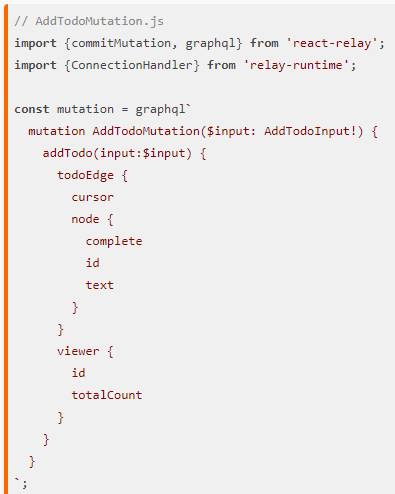 // AddTodoMutation.js
import {commitMutation, graphql} from 'react-relay';
import {ConnectionHandler} from 'relay-runtime';

const mutation = graphql`
  mutation AddTodoMutation($input: AddTodoInput!) {
    addTodo(input:$input) {
      todoEdge {
        cursor
        node {
          complete
          id
          text
        }
      }
      viewer {
        id
        totalCount
      }
    }
  }
`;